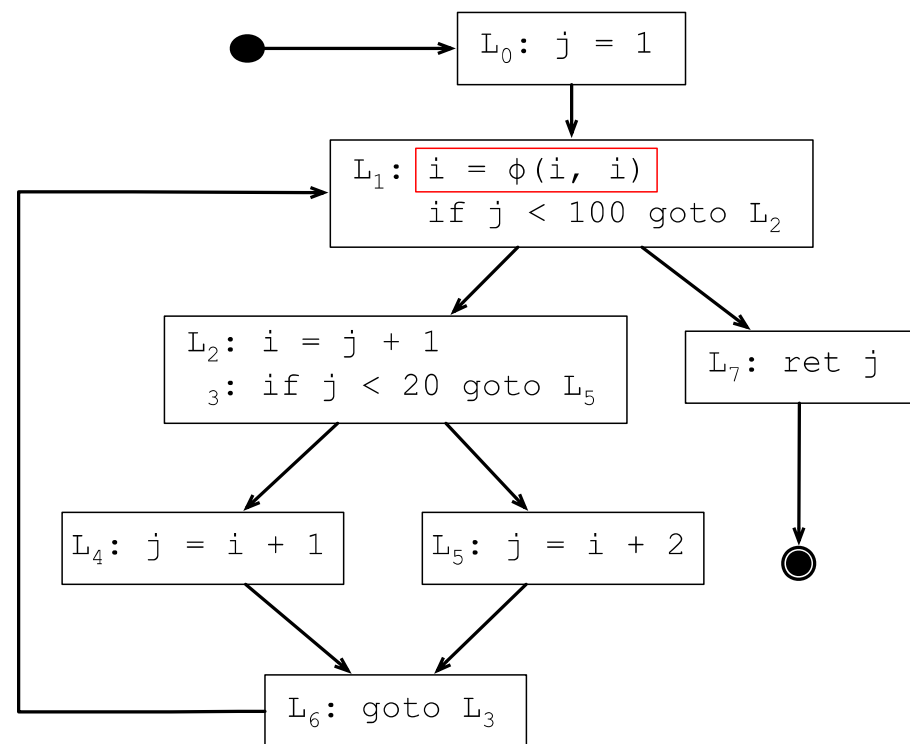 L₀: j = 1
L₁: i = ϕ(i, i)
if j < 100 goto L₂
L₂: i = j + 1
₃: if j < 20 goto L₅
L₇: ret j
L₄: j = i + 1
L₅: j = i + 2
L₆: goto L₃